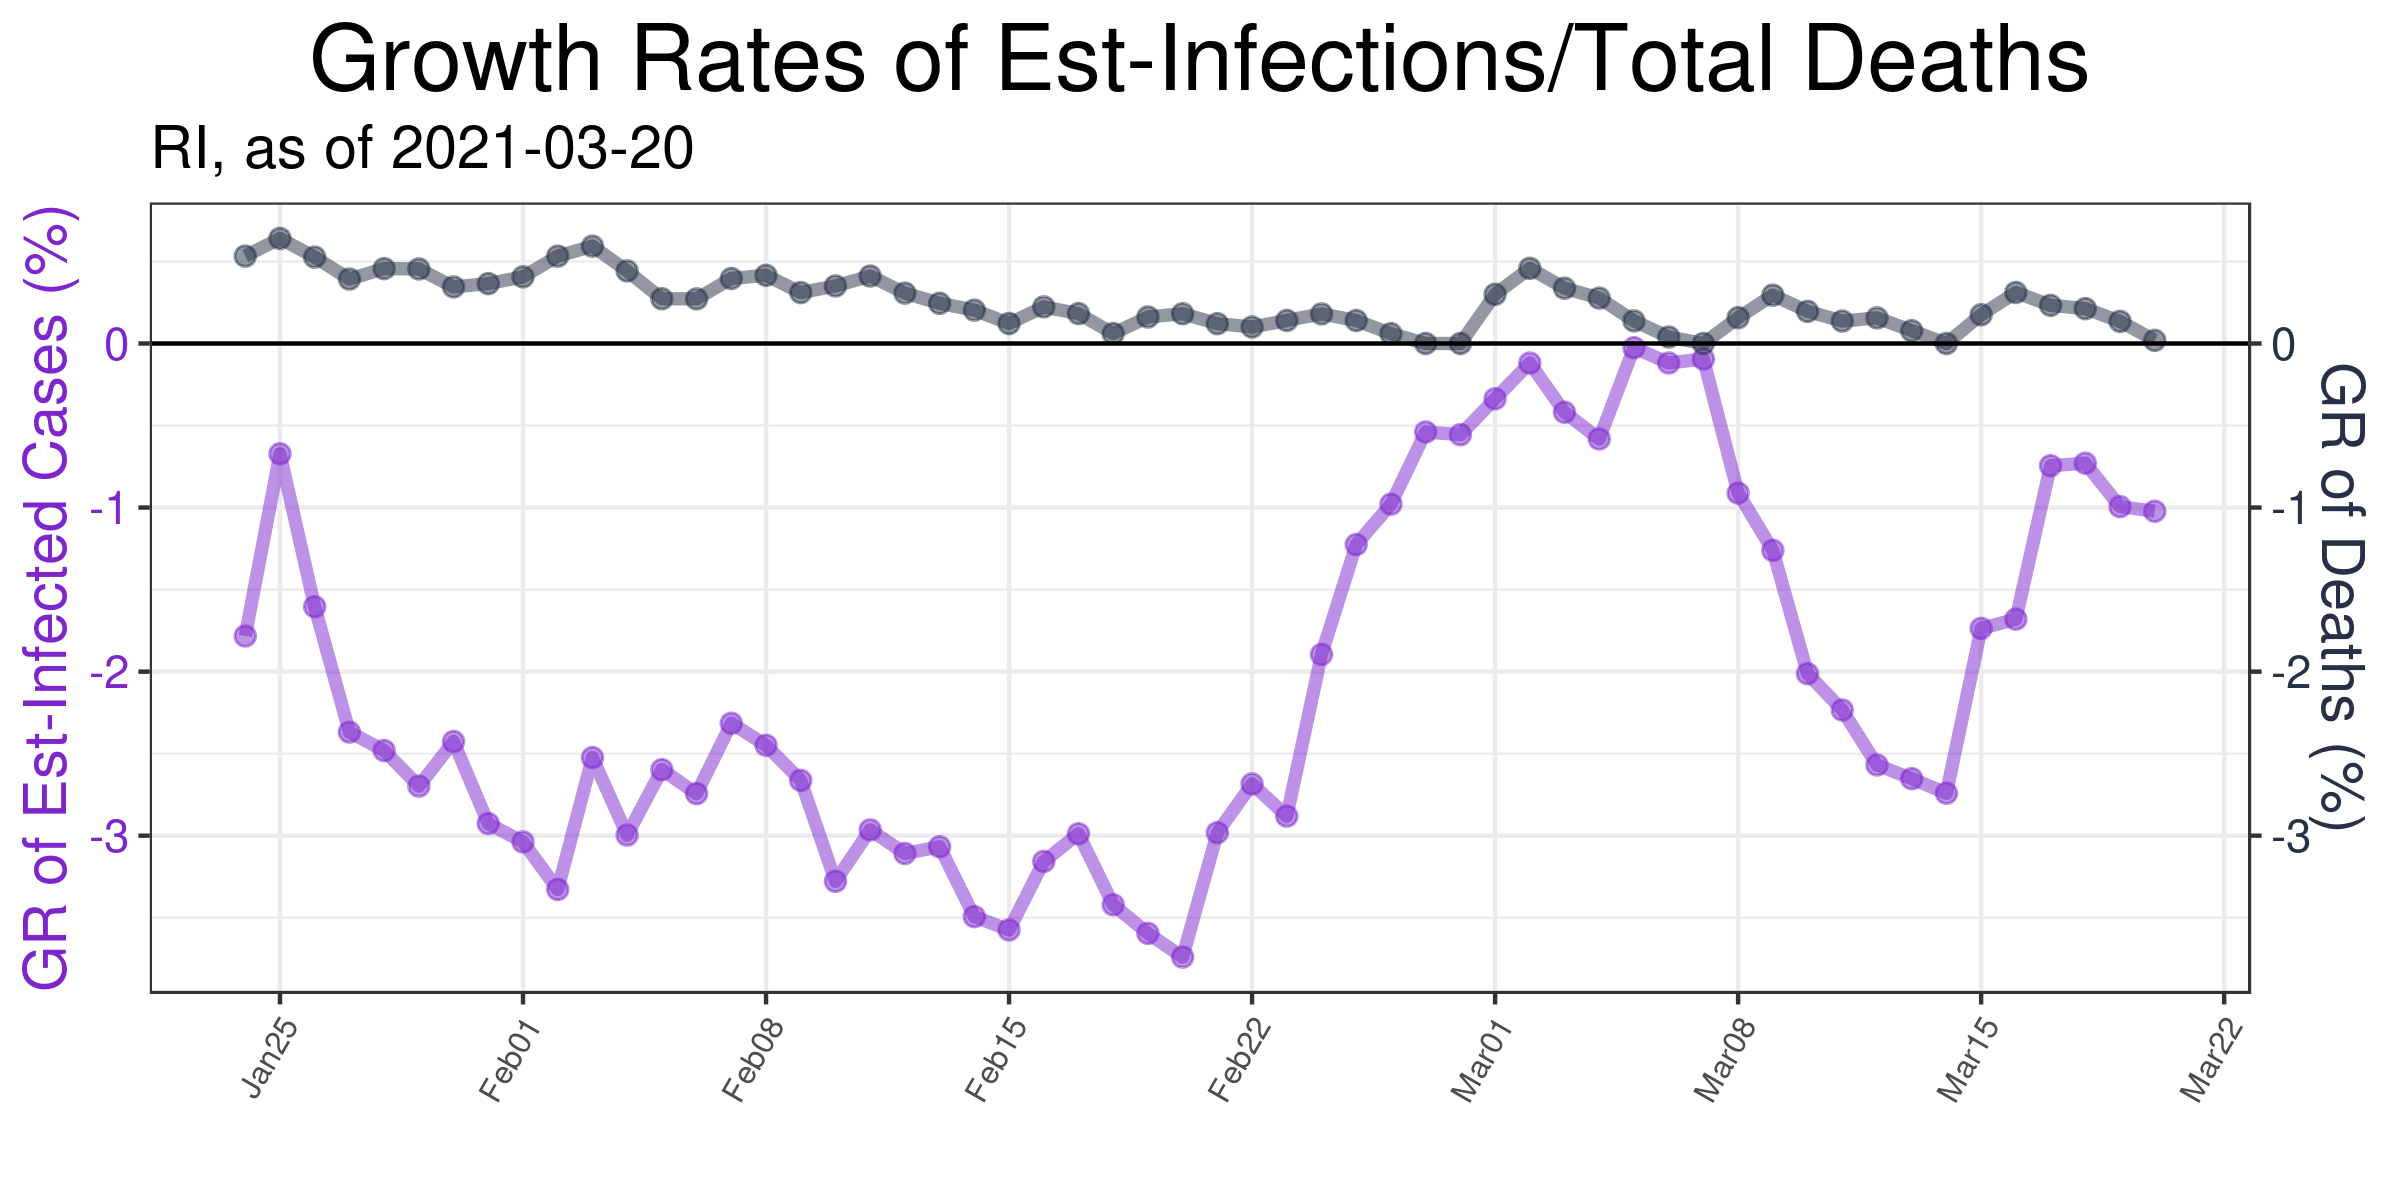 Growth Rates of Est-Infections/Total Deaths
RI, as of 2021-03-20
GR of Est-Infected Cases (%)
0
-1
-2
-3
0
-1
-2
-3
GR of Deaths (%)
Jan25
Feb01
Feb08
Feb15
Feb22
Mar01
Mar08
Mar15
Mar22